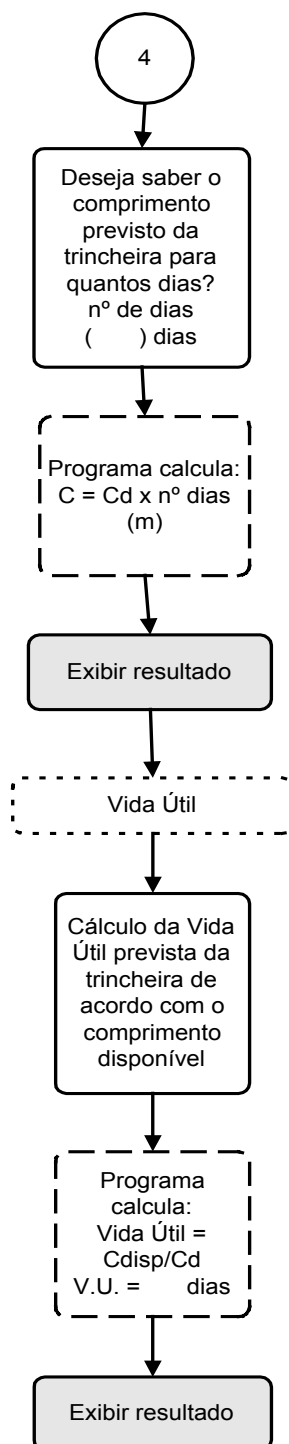 4
Deseja saber o
comprimento
previsto da
trincheira para
quantos dias?
nº de dias
(      ) dias
Programa calcula:
C = Cd x nº dias
(m)
Exibir resultado
Vida Útil
Cálculo da Vida
Útil prevista da
trincheira de
acordo com o
comprimento
disponível
Programa
calcula:
Vida Útil =
Cdisp/Cd
V.U. =      dias
Exibir resultado